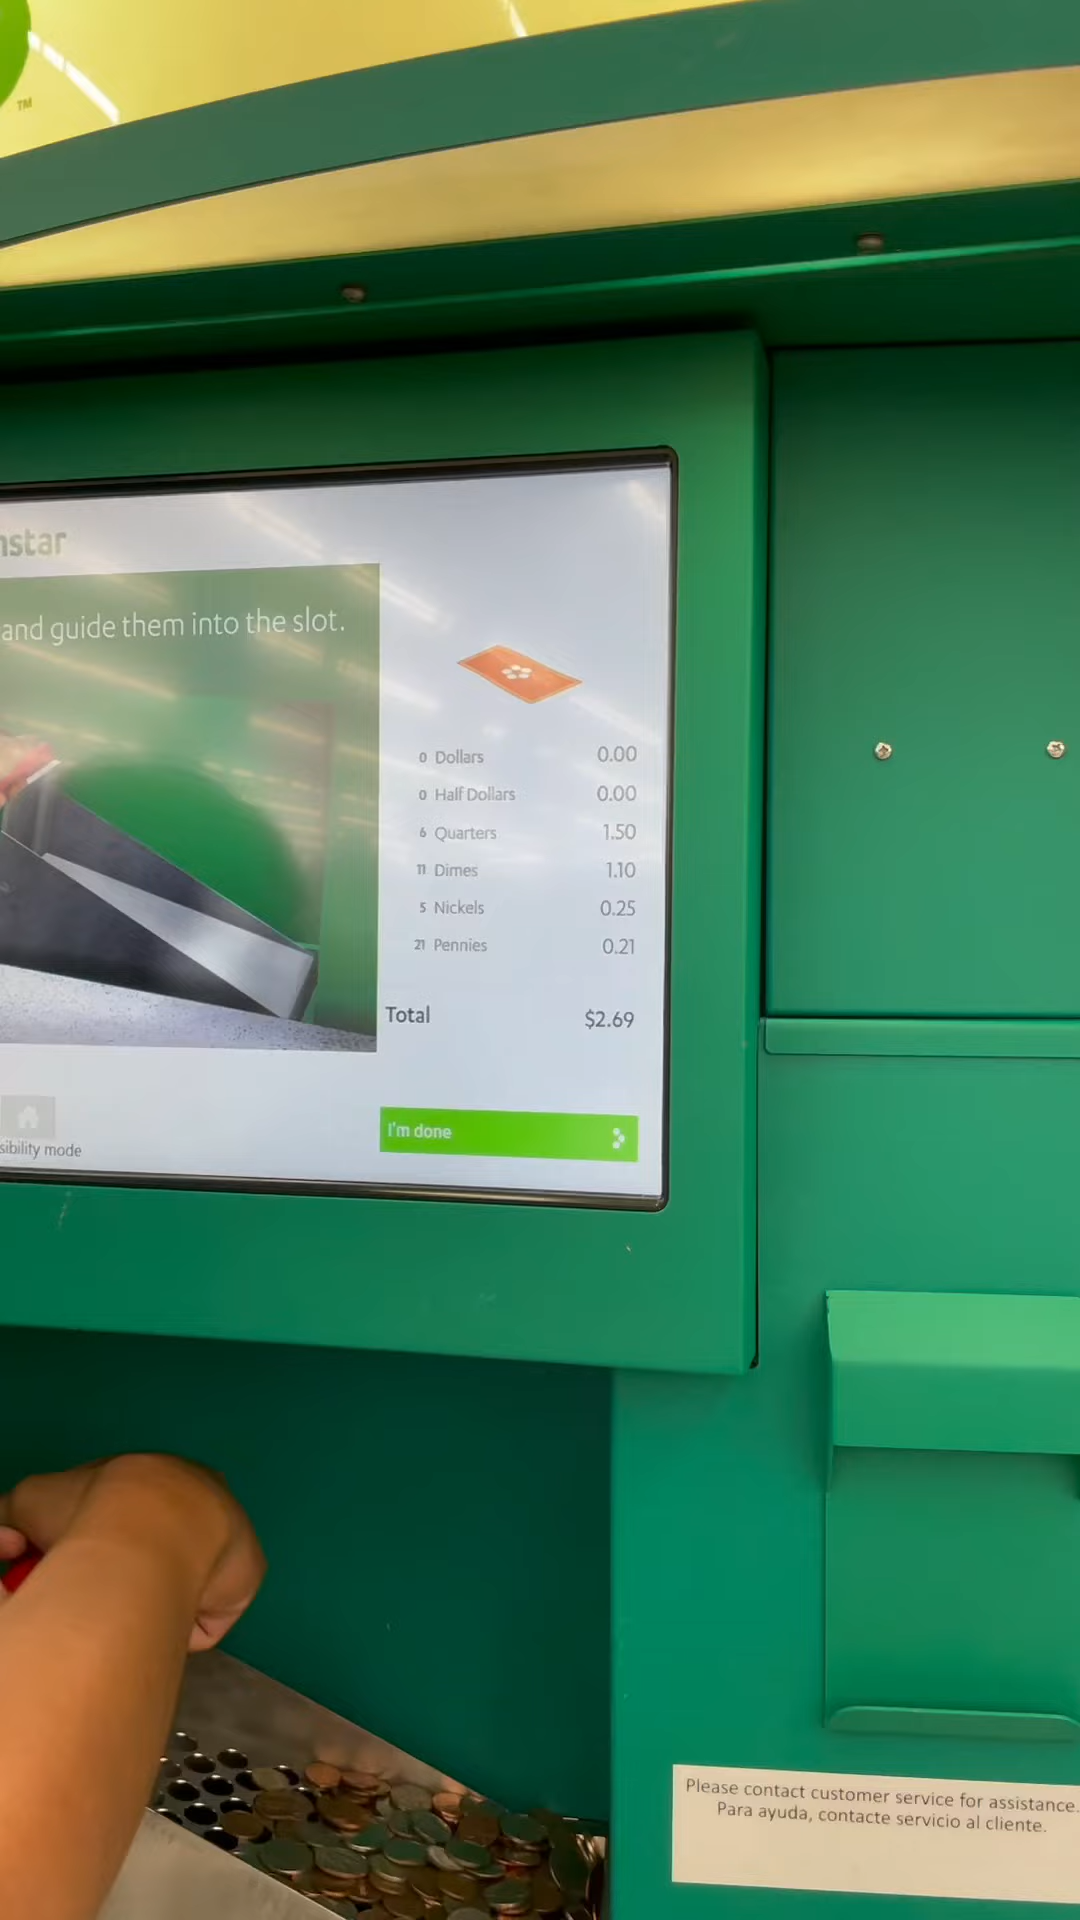 TM
nstar
and guide them into the slot.
0 Dollars 0.00
0 Half Dollars 0.00
6 Quarters 1.50
11 Dimes 1.10
5 Nickels 0.25
21 Pennies 0.21
Total $2.69
I'm done
sibility mode
Please contact customer service for assistance.
Para ayuda, contacte servicio al cliente.